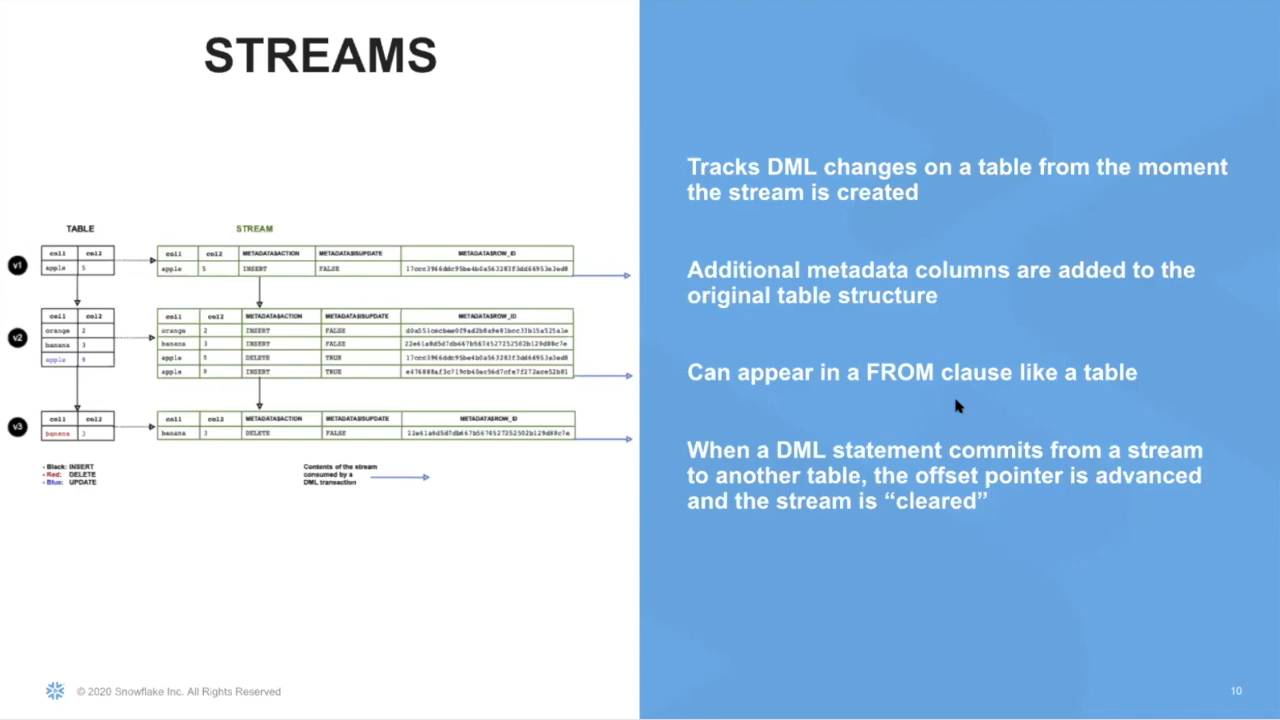 STREAMS
TABLE
STREAM
v1
col1 col2
apple 5
col1 col2 METADATA$ACTION METADATA$ISUPDATE METADATA$ROW_ID
apple 5 INSERT FALSE
v2
col1 col2
orange 2
banana 3
apple 9
col1 col2 METADATA$ACTION METADATA$ISUPDATE METADATA$ROW_ID
orange 2 INSERT FALSE
banana 3 INSERT FALSE
apple 5 DELETE TRUE
apple 9 INSERT TRUE
v3
col1 col2
banana 3
col1 col2 METADATA$ACTION METADATA$ISUPDATE METADATA$ROW_ID
banana 3 DELETE FALSE
- Black: INSERT
- Red: DELETE
- Blue: UPDATE
Contents of the stream
consumed by a
DML transaction
Tracks DML changes on a table from the moment
the stream is created
Additional metadata columns are added to the
original table structure
Can appear in a FROM clause like a table
When a DML statement commits from a stream
to another table, the offset pointer is advanced
and the stream is “cleared”
© 2020 Snowflake Inc. All Rights Reserved
10